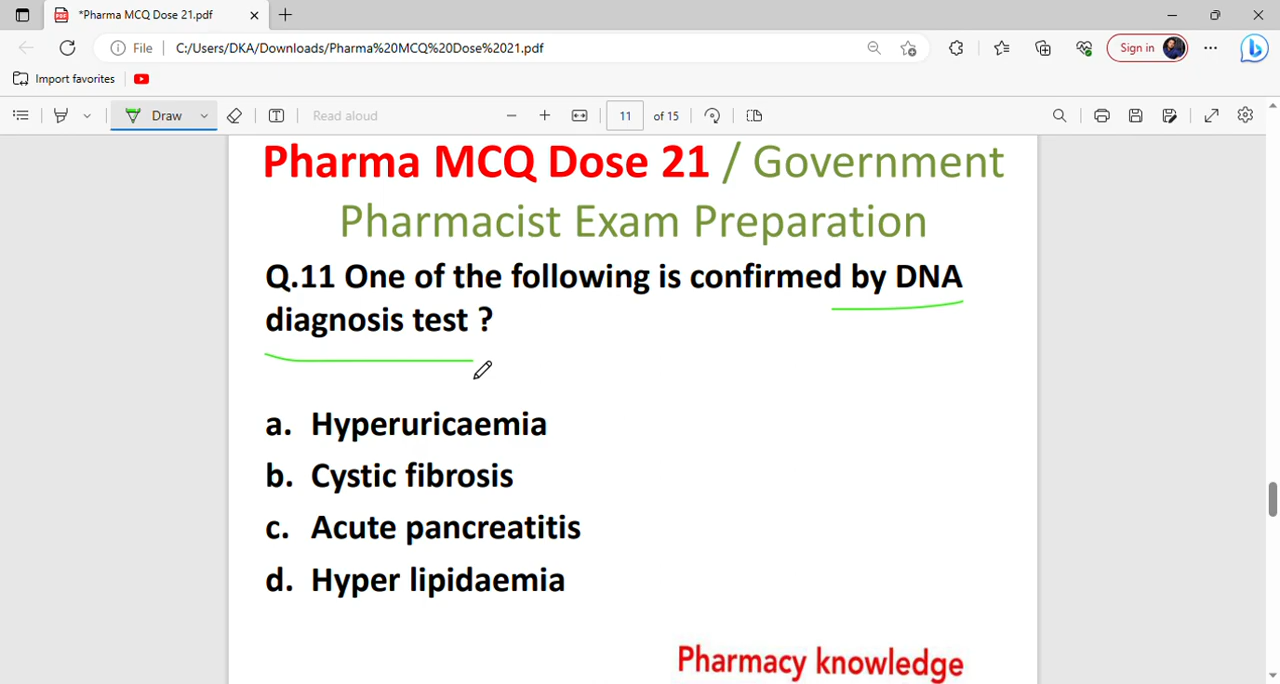 *Pharma MCQ Dose 21.pdf
File C:/Users/DKA/Downloads/Pharma%20MCQ%20Dose%2021.pdf Sign in
Import favorites
Draw Read aloud 11 of 15
Pharma MCQ Dose 21 / Government
Pharmacist Exam Preparation
Q.11 One of the following is confirmed by DNA
diagnosis test ?
a. Hyperuricaemia
b. Cystic fibrosis
c. Acute pancreatitis
d. Hyper lipidaemia
Pharmacy knowledge